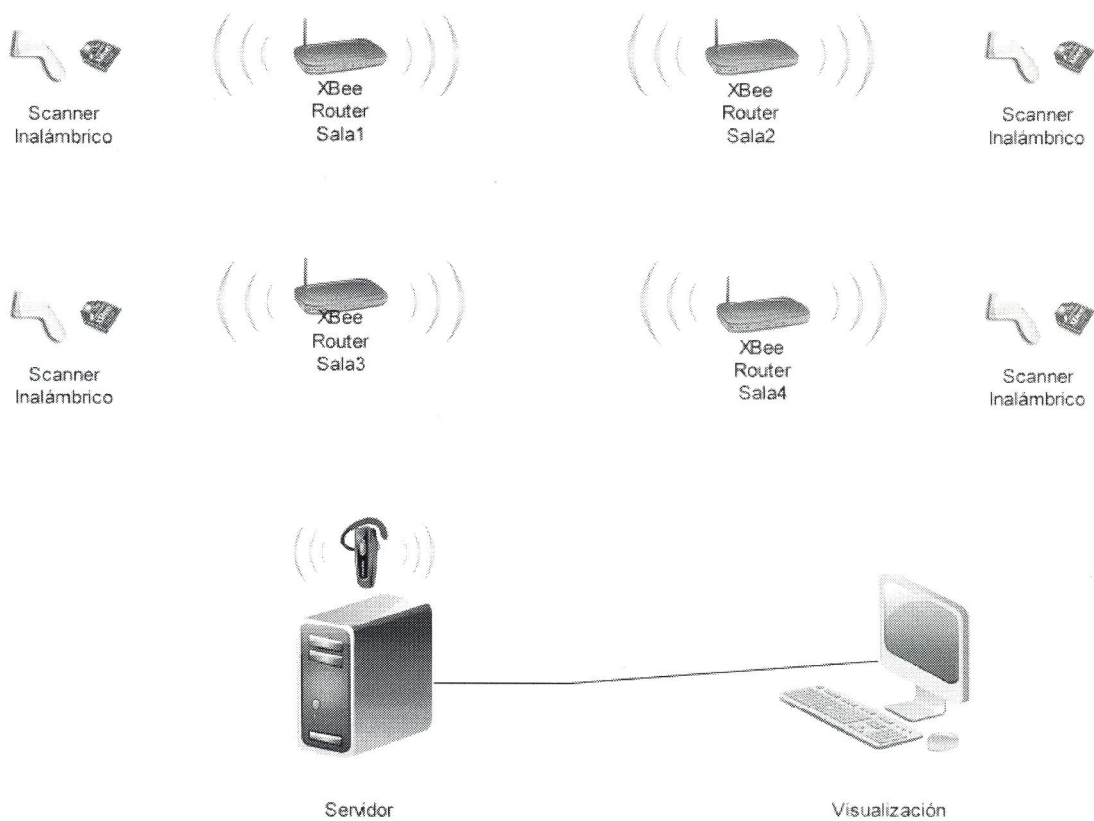 Scanner
Inalámbrico
XBee
Router
Sala1
XBee
Router
Sala2
Scanner
Inalámbrico
Scanner
Inalámbrico
XBee
Router
Sala3
XBee
Router
Sala4
Scanner
Inalámbrico
Servidor
Visualización